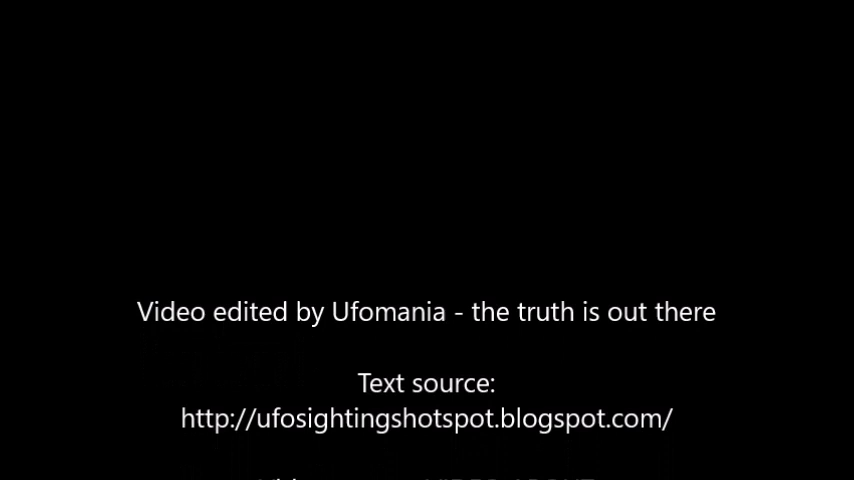 Video edited by Ufomania - the truth is out there
Text source:
http://ufosightingshotspot.blogspot.com/